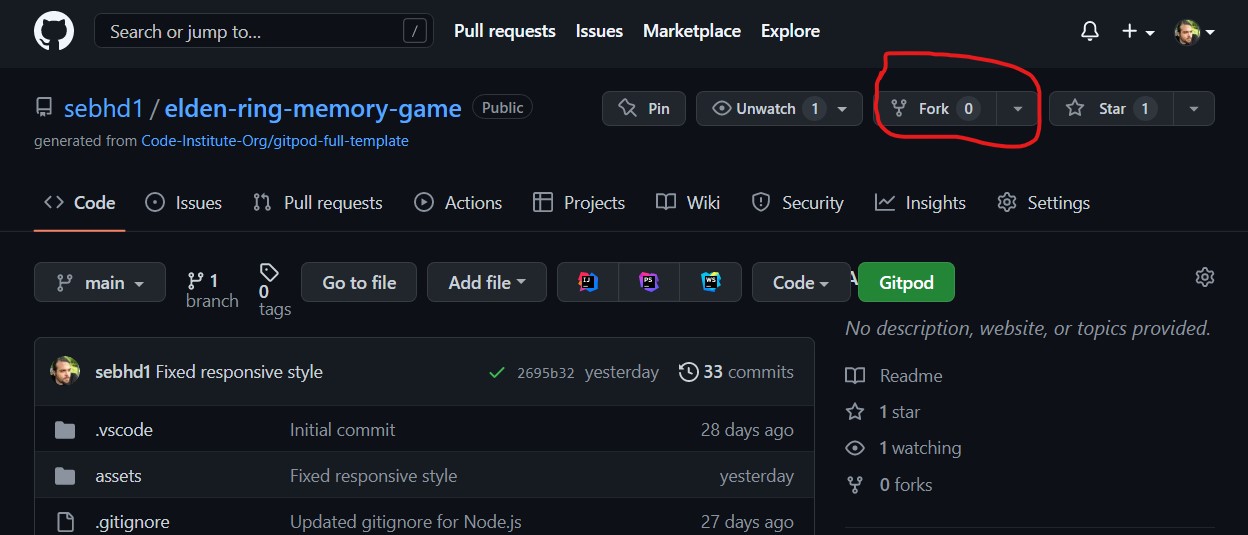 Search or jump to... / Pull requests Issues Marketplace Explore
sebhd1 / elden-ring-memory-game Public Pin Unwatch 1 Fork 0 Star 1
generated from Code-Institute-Org/gitpod-full-template
Code Issues Pull requests Actions Projects Wiki Security Insights Settings
main 1 branch 0 tags Go to file Add file IJ PS WS Code A Gitpod
No description, website, or topics provided.
sebhd1 Fixed responsive style 2695b32 yesterday 33 commits
Readme
.vscode Initial commit 28 days ago
1 star
1 watching
assets Fixed responsive style yesterday
0 forks
.gitignore Updated gitignore for Node.js 27 days ago